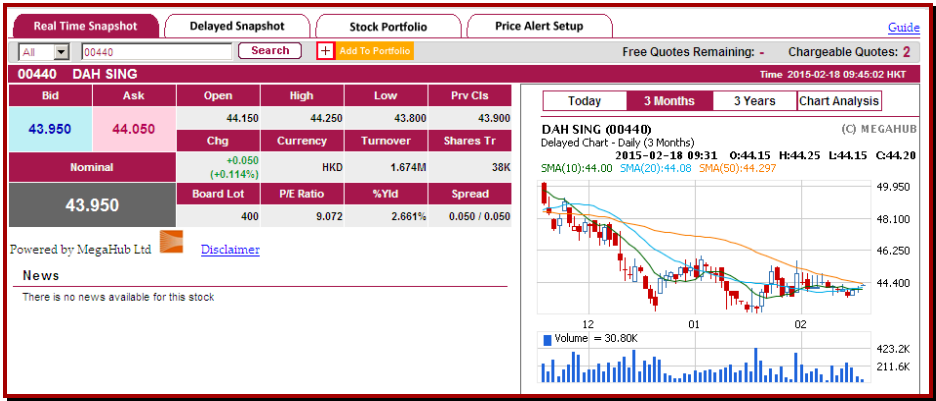 Real Time Snapshot Delayed Snapshot Stock Portfolio Price Alert Setup Guide
All 00440 Search + Add To Portfolio Free Quotes Remaining: - Chargeable Quotes: 2
00440 DAH SING Time 2015-02-18 09:45:02 HKT
Bid Ask Open High Low Prv Cls
43.950 44.050 44.150 44.250 43.800 43.900
Chg Currency Turnover Shares Tr
+0.050 HKD 1.674M 38K
(+0.114%)
Nominal
Board Lot P/E Ratio %Yld Spread
43.950 400 9.072 2.661% 0.050 / 0.050
Powered by MegaHub Ltd Disclaimer
News
There is no news available for this stock
Today 3 Months 3 Years Chart Analysis
DAH SING (00440) (C) MEGAHUB
Delayed Chart - Daily (3 Months)
2015-02-18 09:31 O:44.15 H:44.25 L:44.15 C:44.20
SMA(10):44.00 SMA(20):44.08 SMA(50):44.297
49.950
48.100
46.250
44.400
12 01 02
Volume = 30.80K
423.2K
211.6K